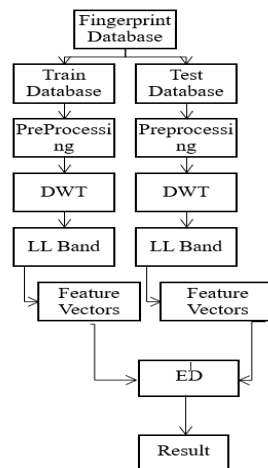 Fingerprint
Database
Train
Database
Test
Database
PreProcessi
ng
Preprocessi
ng
DWT
DWT
LL Band
LL Band
Feature
Vectors
Feature
Vectors
ED
Result